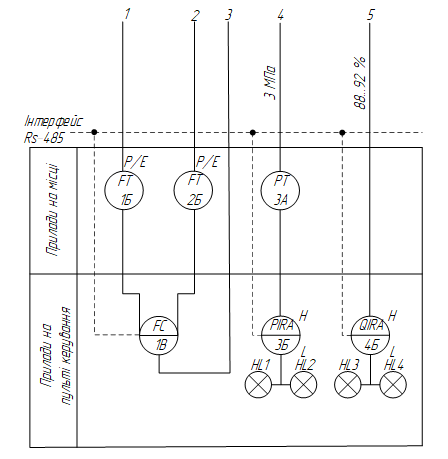 1 2 3 4 5
3 МПа
88...92 %
Інтерфейс
Rs 485
P/E P/E
Прилади на місці
FT
1Б
FT
2Б
PT
3А
Прилади на
пульті керування
FC
1В
PIRA
3Б
H
L
QIRA
4Б
H
L
HL1 HL2 HL3 HL4